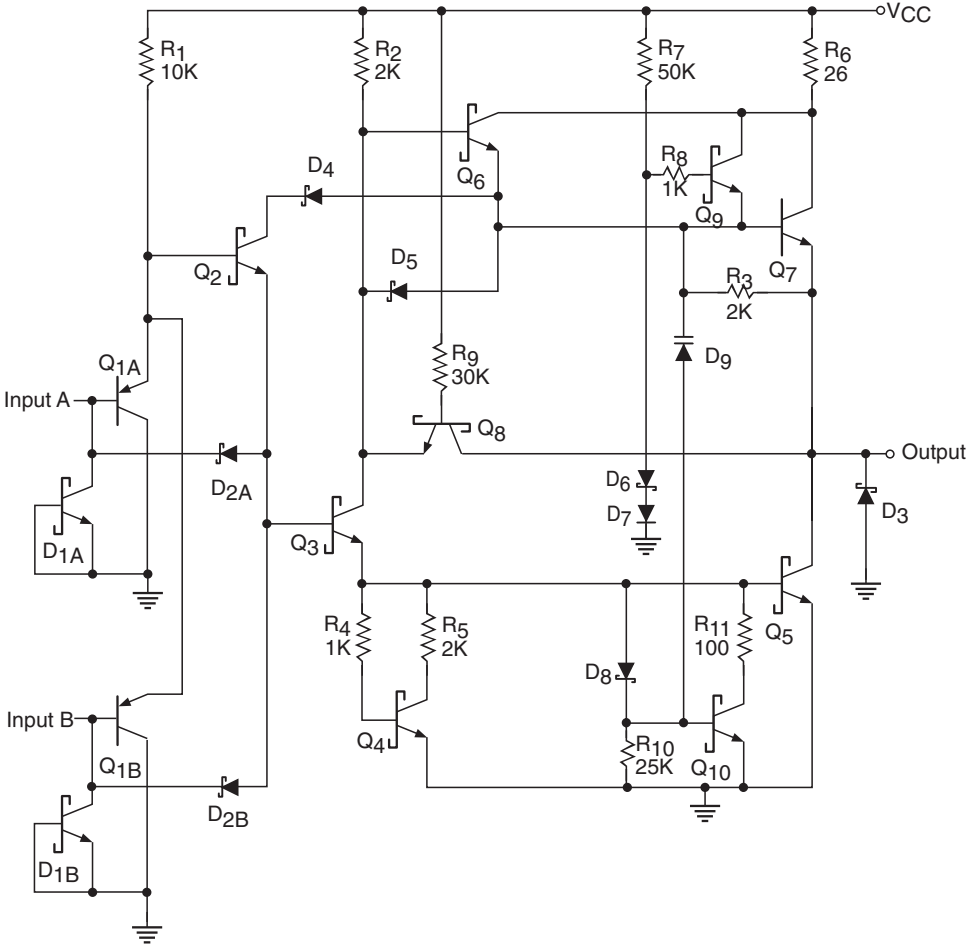 VCC
R1
10K
R2
2K
R7
50K
R6
26
Q6
R8
1K
D4
Q9
Q2
D5
Q7
R3
2K
Q1A
R9
30K
D9
Input A
Q8
Output
D2A
D6
D7
D3
D1A
Q3
R4
1K
R5
2K
R11
100
Q5
D8
Input B
Q4
R10
25K
Q10
Q1B
D2B
D1B